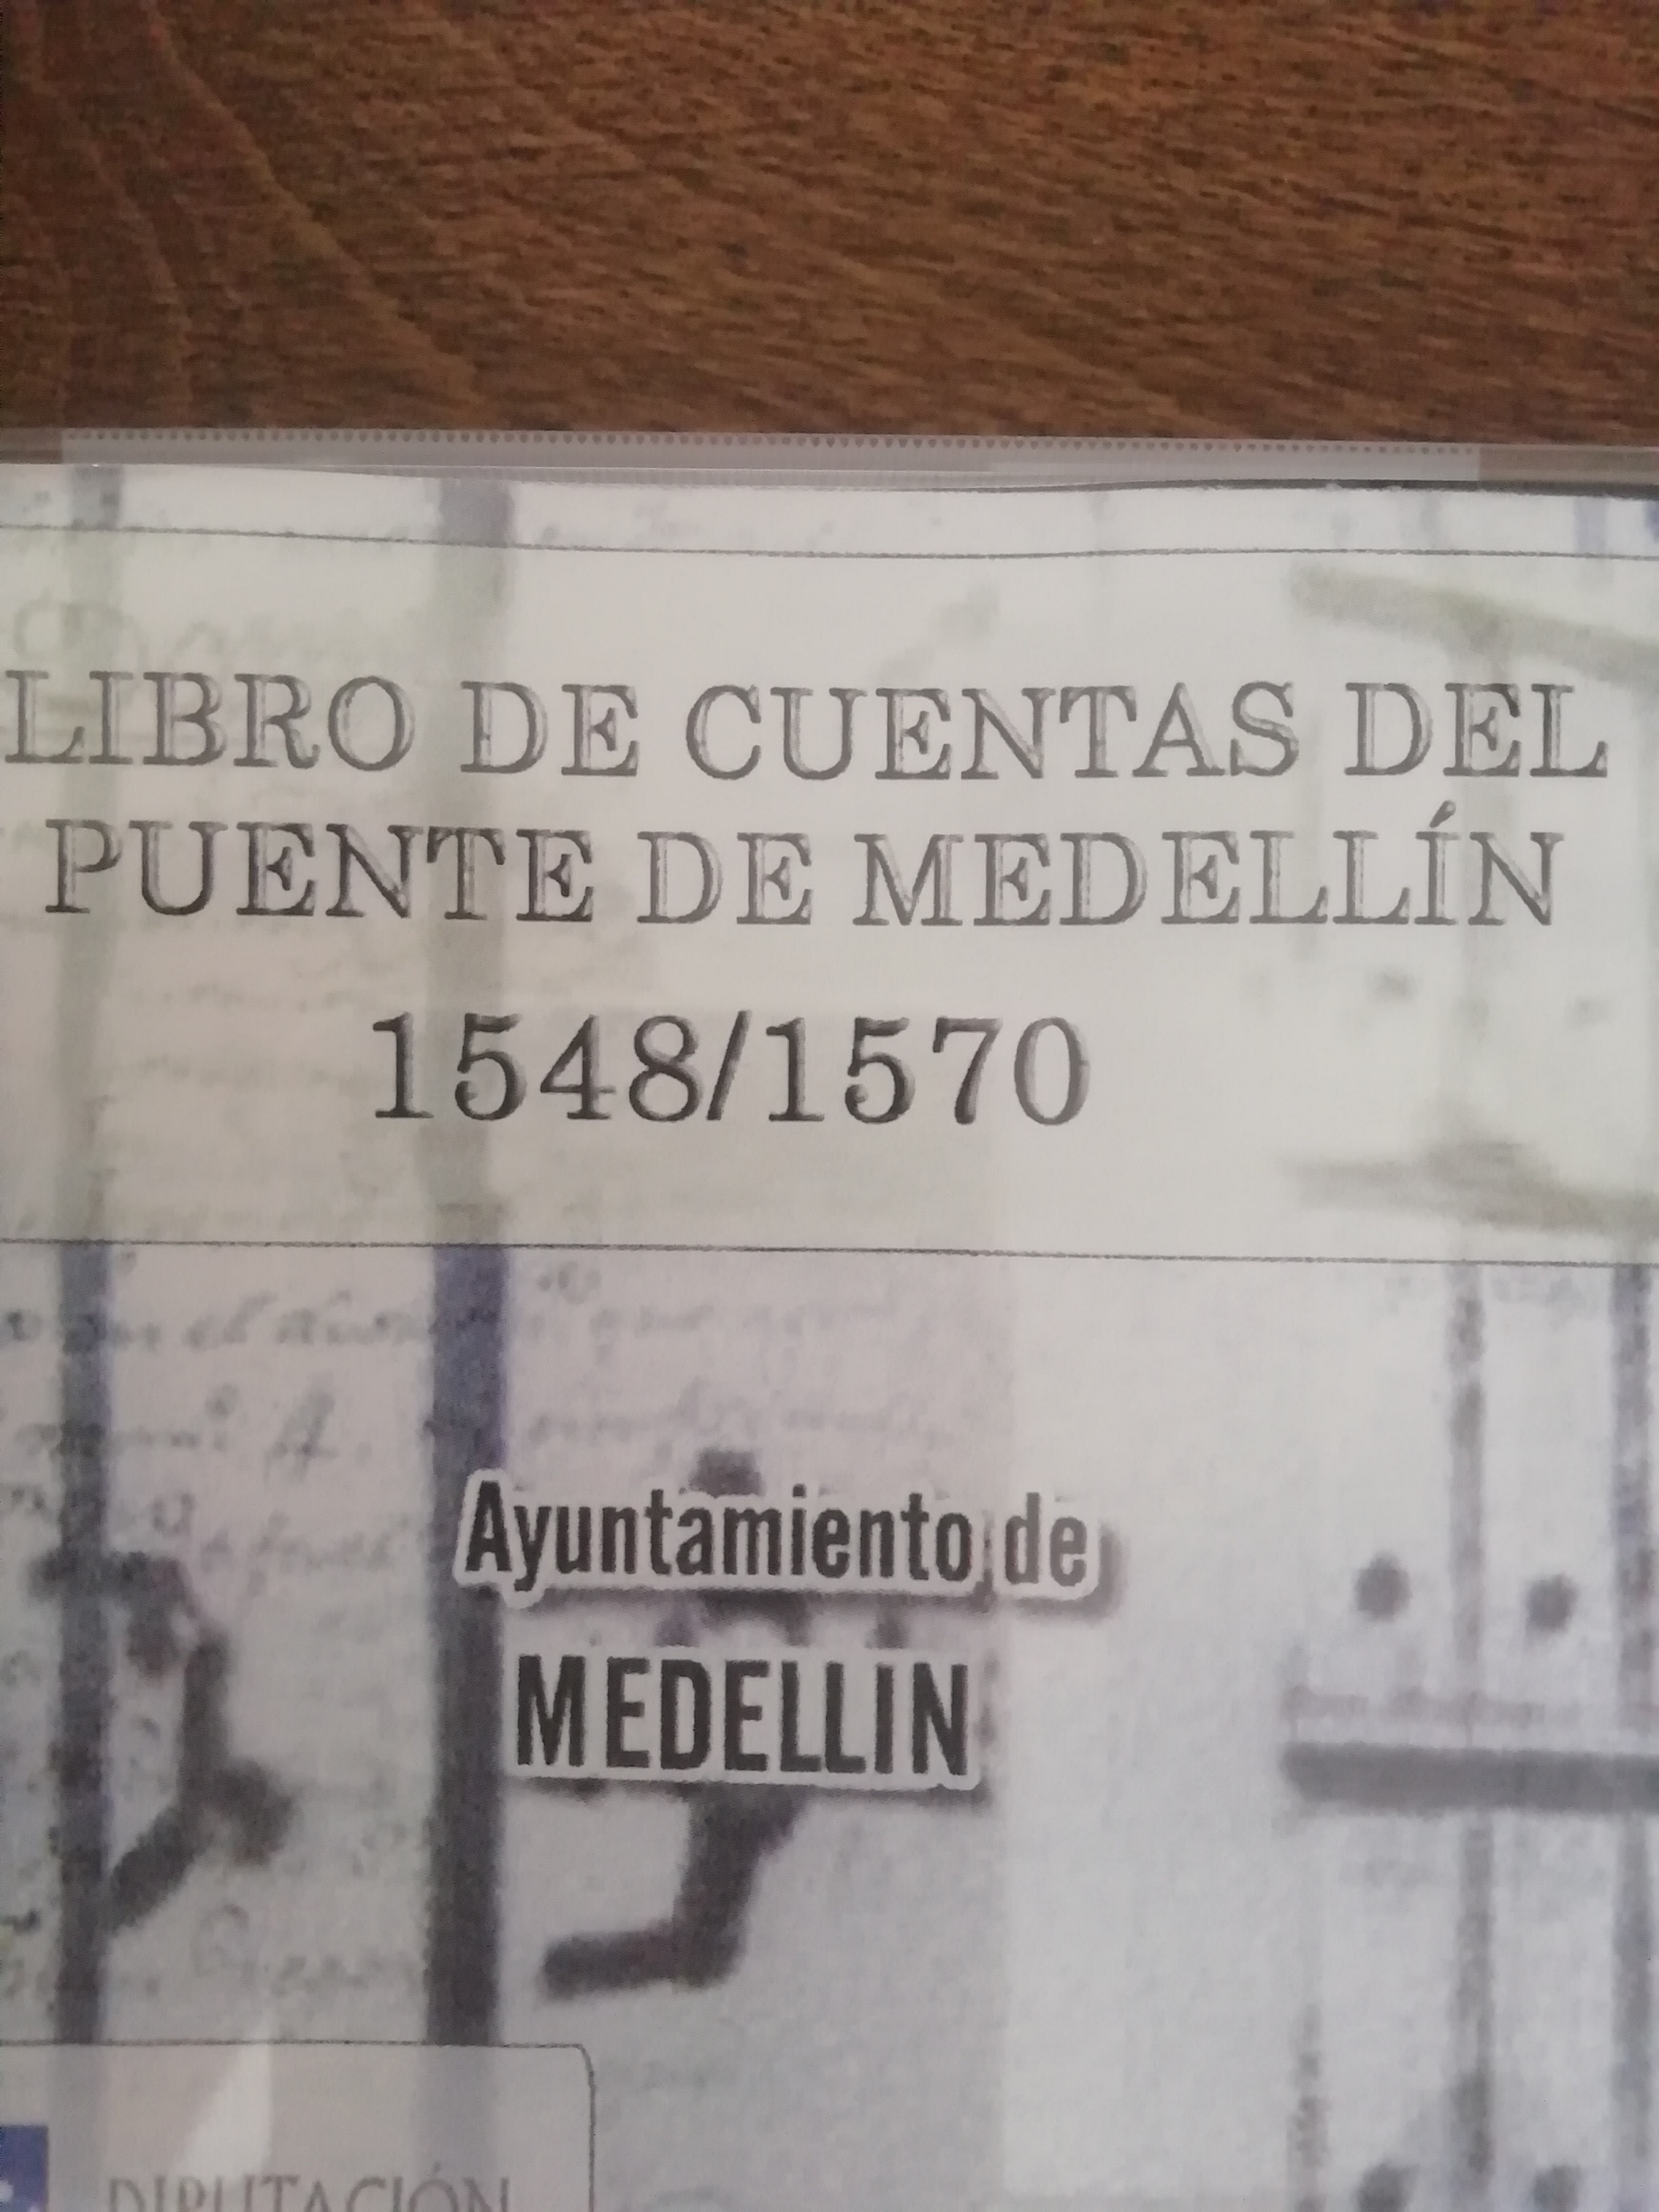 LIBRO DE CUENTAS DEL
PUENTE DE MEDELLÍN
1548/1570
Ayuntamiento de
MEDELLIN
DIPUTACIÓN